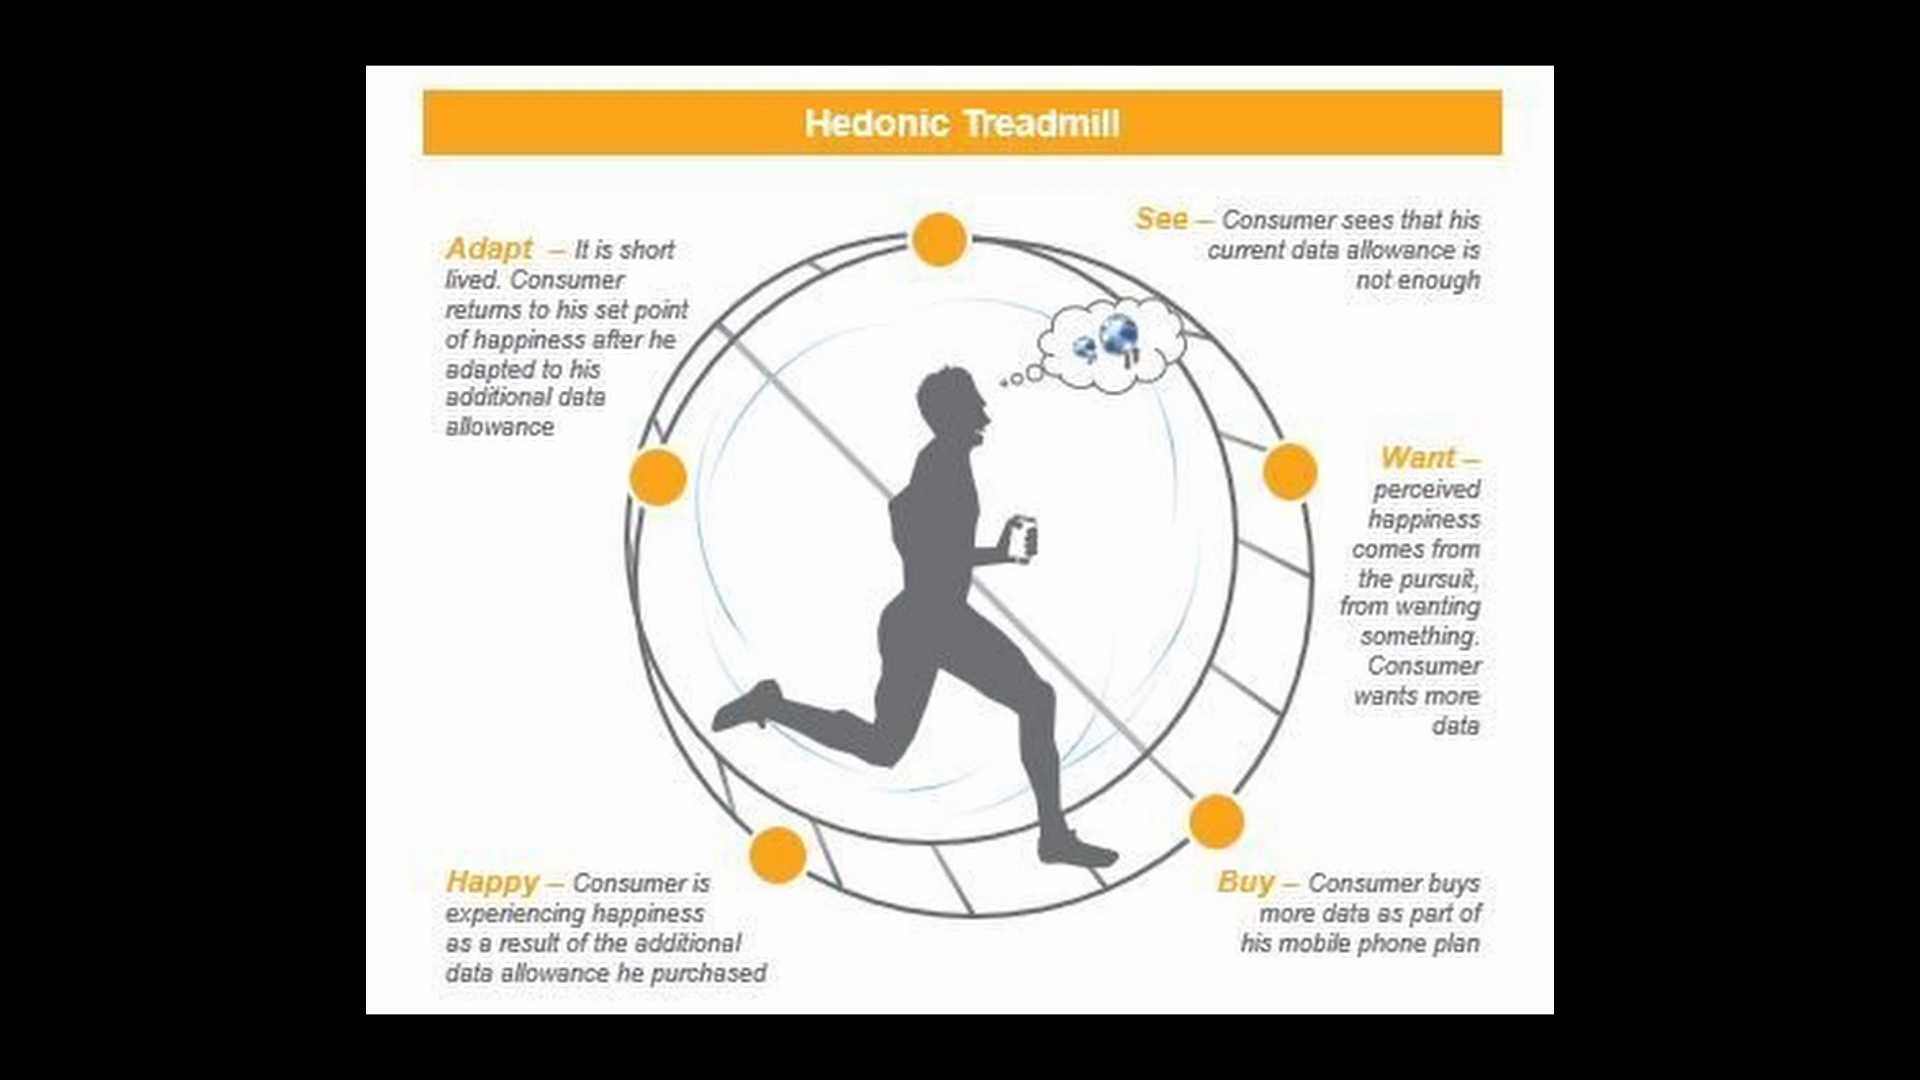 Hedonic Treadmill
See – Consumer sees that his
current data allowance is
not enough
Want –
perceived
happiness
comes from
the pursuit,
from wanting
something.
Consumer
wants more
data
Buy – Consumer buys
more data as part of
his mobile phone plan
Happy – Consumer is
experiencing happiness
as a result of the additional
data allowance he purchased
Adapt – It is short
lived. Consumer
returns to his set point
of happiness after he
adapted to his
additional data
allowance